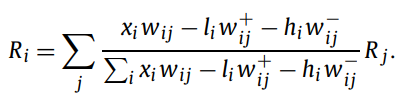 R_i = \sum_j \frac{x_i w_{ij} - l_i w_{ij}^+ - h_i w_{ij}^-}{\sum_i x_i w_{ij} - l_i w_{ij}^+ - h_i w_{ij}^-} R_j.